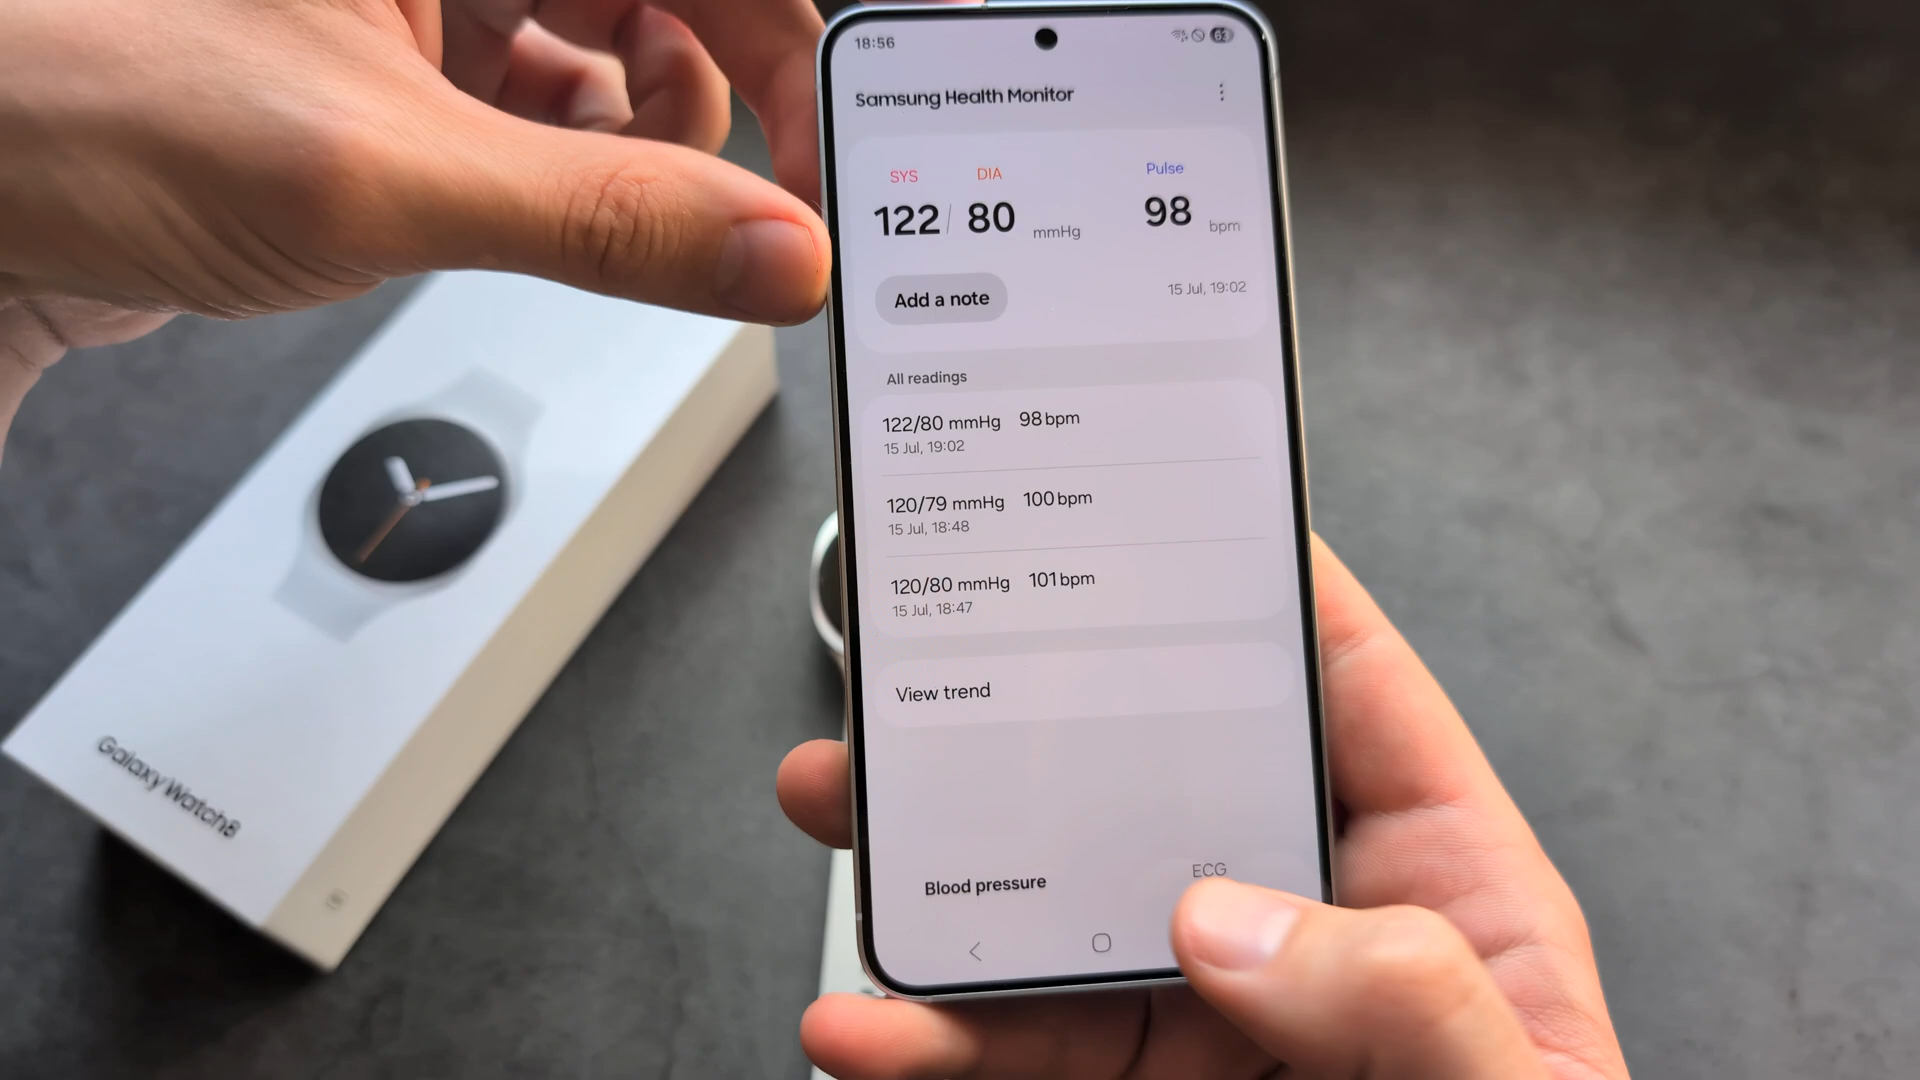 18:56
63
Samsung Health Monitor
SYS DIA Pulse
122/ 80 mmHg 98 bpm
Add a note 15 Jul, 19:02
All readings
122/80 mmHg 98 bpm
15 Jul, 19:02
120/79 mmHg 100 bpm
15 Jul, 18:48
120/80 mmHg 101 bpm
15 Jul, 18:47
View trend
Blood pressure ECG
Galaxy Watch8